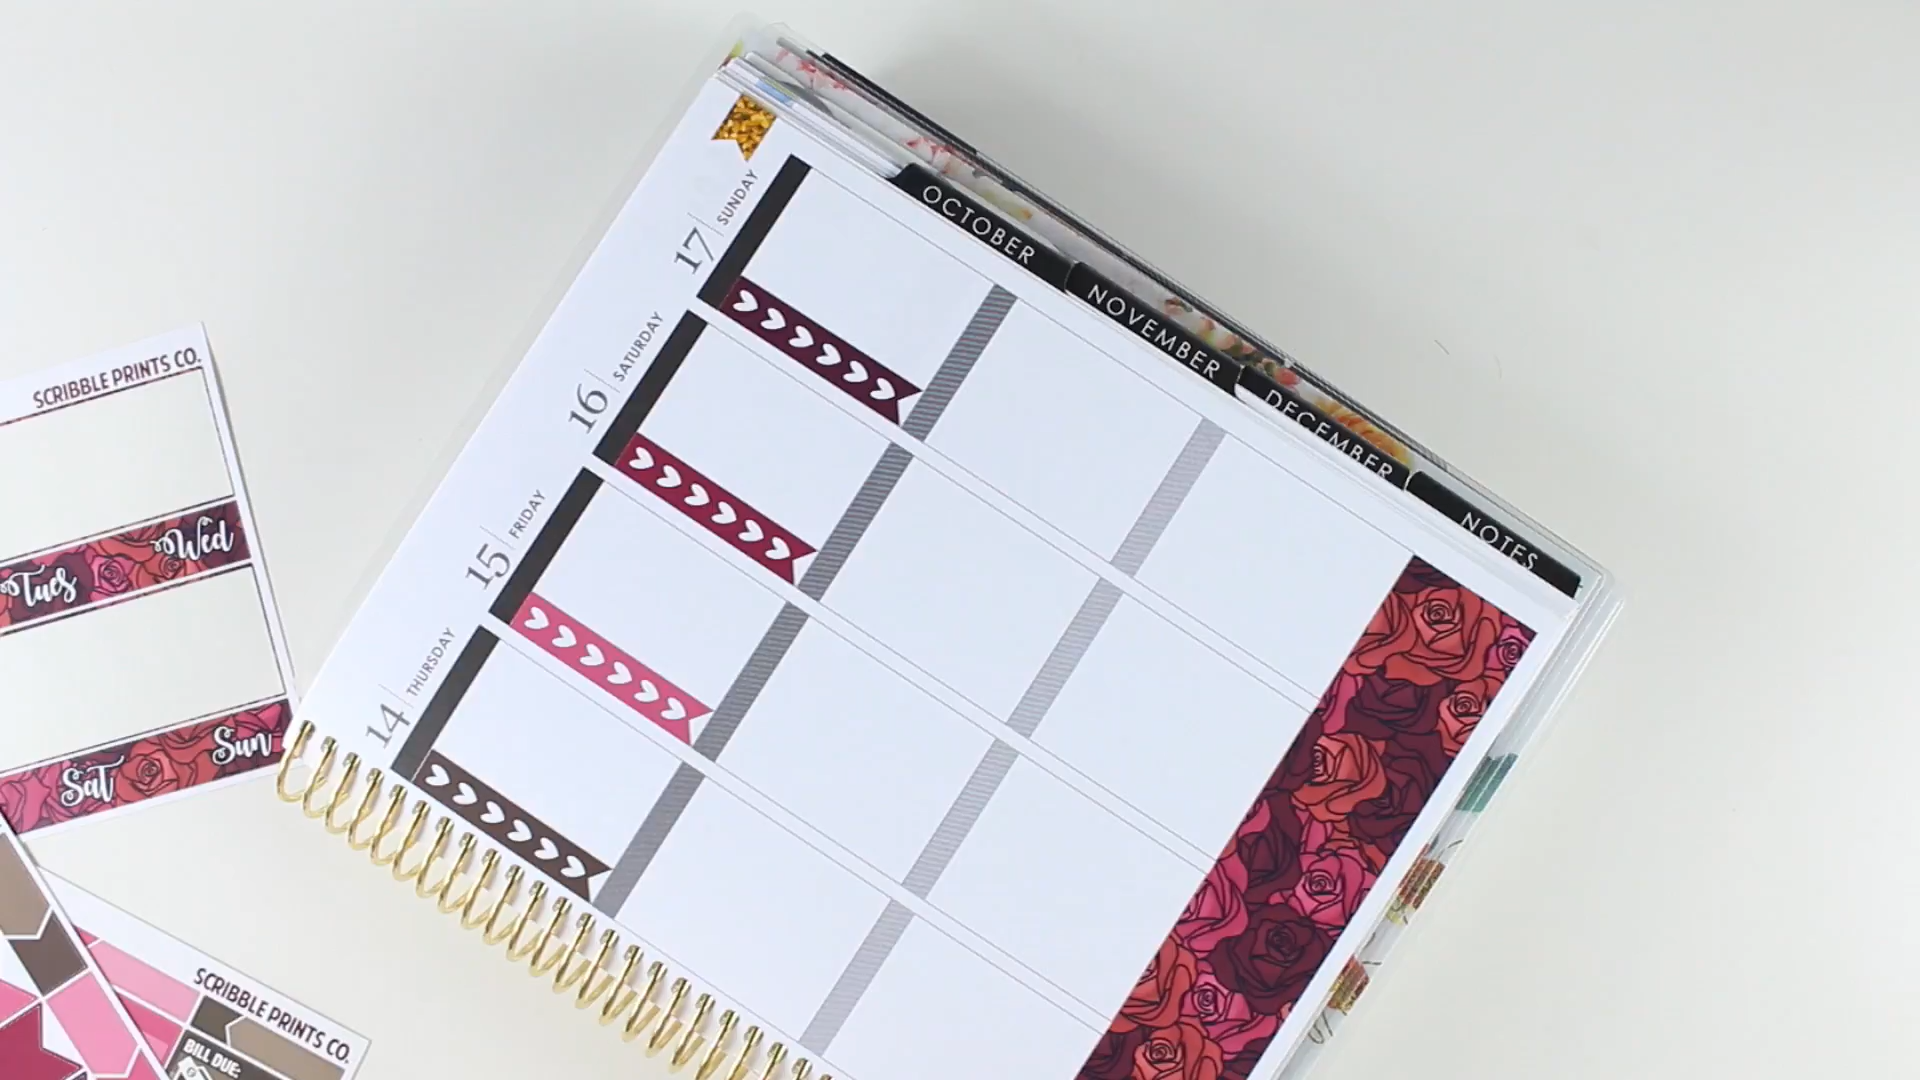 OCTOBER
NOVEMBER
DECEMBER
NOTES
17 SUNDAY
16 SATURDAY
15 FRIDAY
14 THURSDAY
SCRIBBLE PRINTS CO.
Tues Wed
Sat Sun
SCRIBBLE PRINTS CO.
BILL DUE: